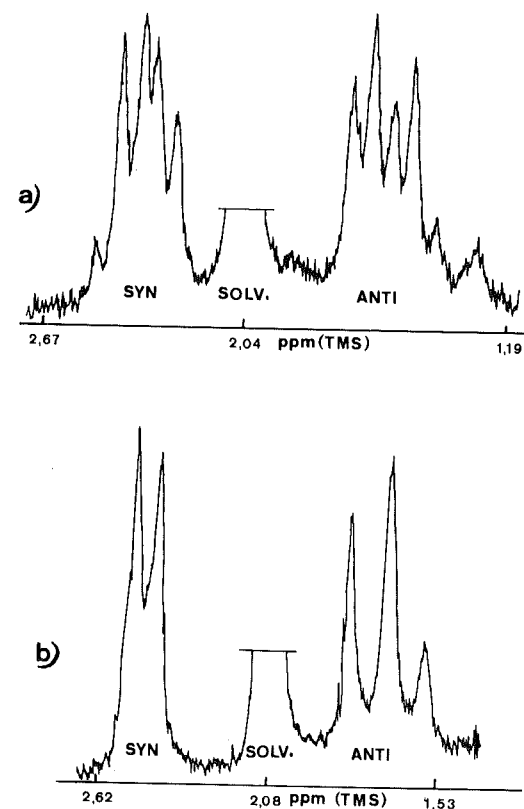 a)
SYN SOLV. ANTI
2,67 2,04 ppm (TMS) 1,19
b)
SYN SOLV. ANTI
2,62 2,08 ppm (TMS) 1.53